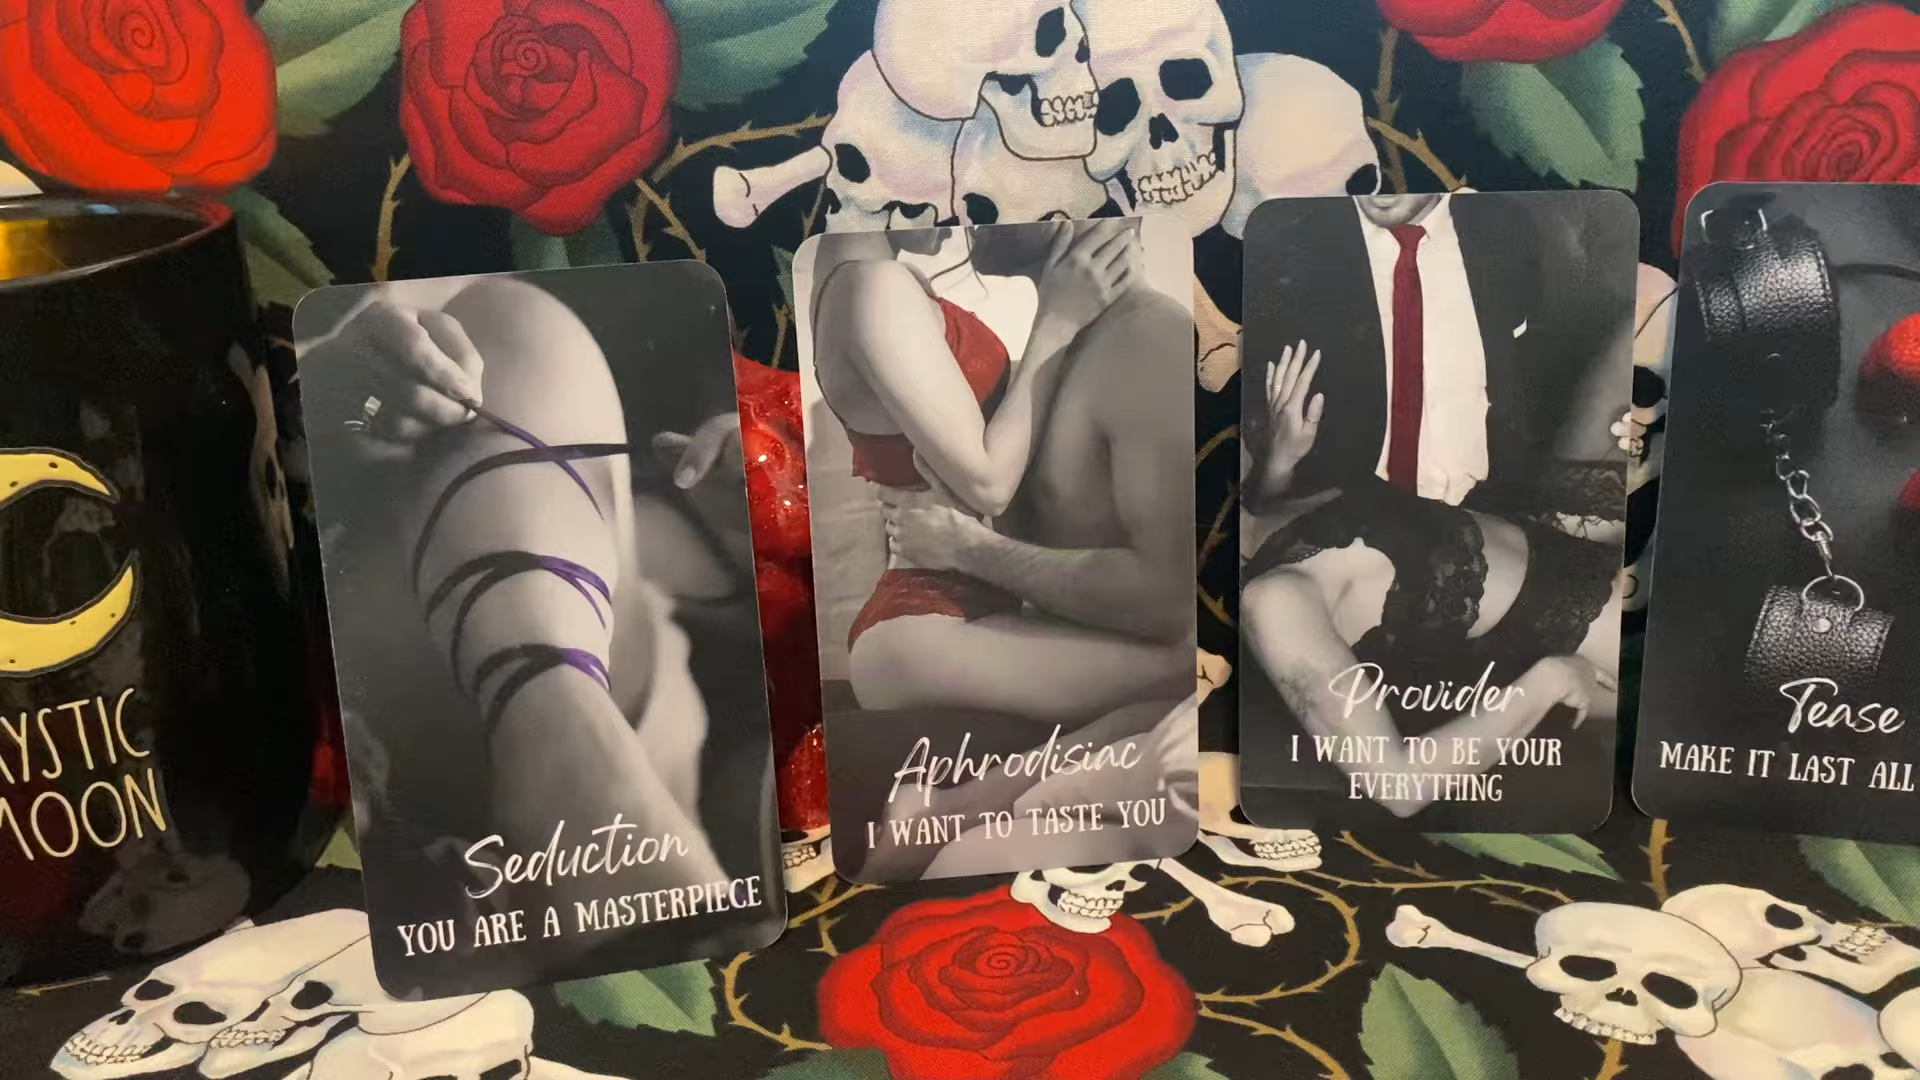 YSTIC
MOON
Seduction
YOU ARE A MASTERPIECE
Aphrodisiac
I WANT TO TASTE YOU
Provider
I WANT TO BE YOUR
EVERYTHING
Tease
MAKE IT LAST ALL